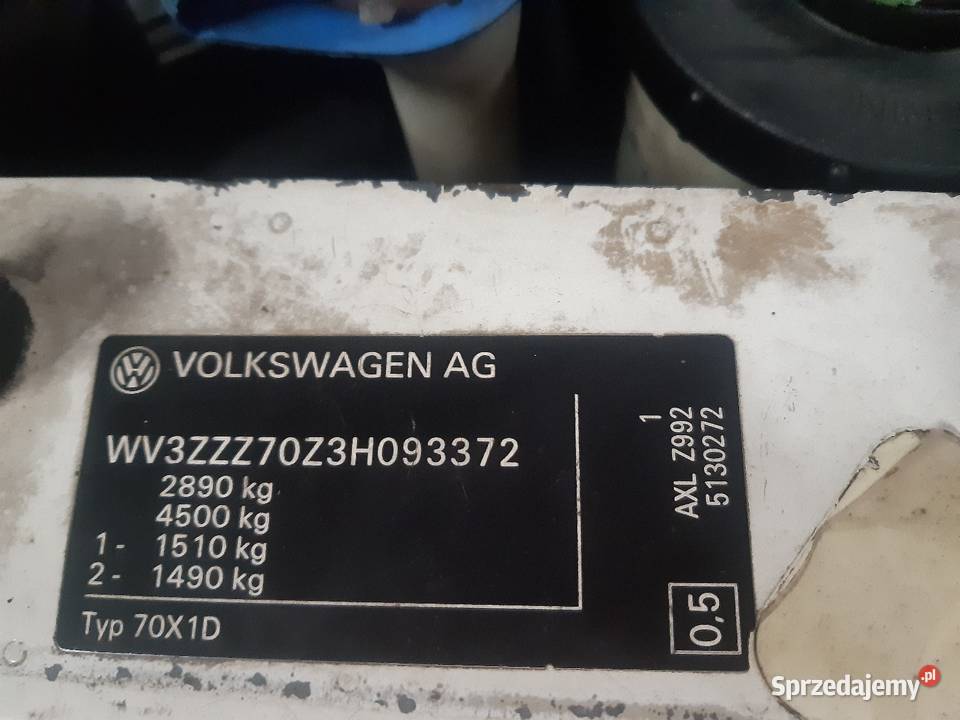 VOLKSWAGEN AG
WV3ZZZ70Z3H093372
2890 kg
4500 kg
1 - 1510 kg
2 - 1490 kg
Typ 70X1D
1
AXL Z992
5130272
0,5
Sprzedajemy.pl